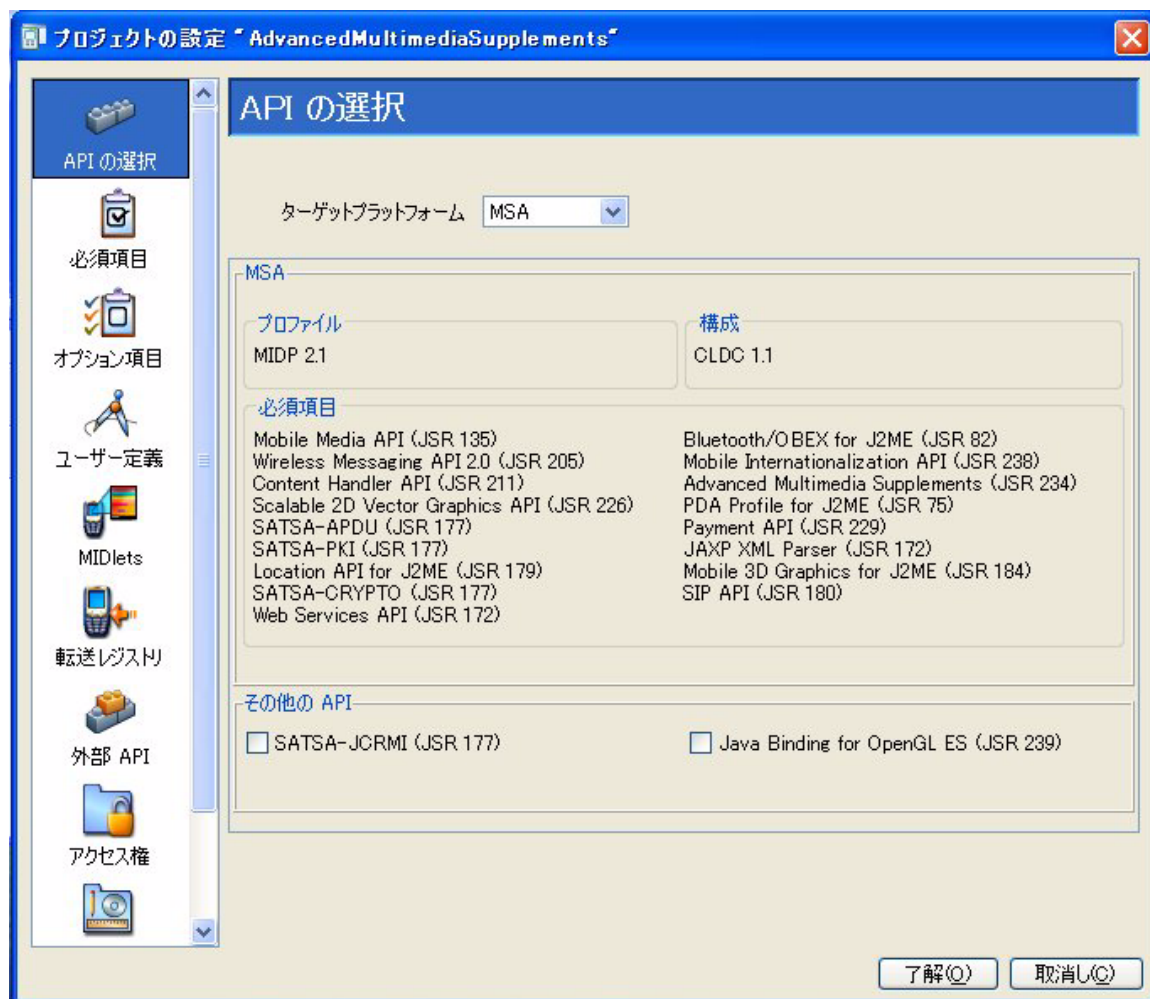 プロジェクトの設定 "AdvancedMultimediaSupplements"
API の選択
必須項目
オプション項目
ユーザー定義
MIDlets
転送レジストリ
外部 API
アクセス権
API の選択
ターゲットプラットフォーム MSA
MSA
プロファイル
MIDP 2.1
構成
CLDC 1.1
必須項目
Mobile Media API (JSR 135)
Wireless Messaging API 2.0 (JSR 205)
Content Handler API (JSR 211)
Scalable 2D Vector Graphics API (JSR 226)
SATSA-APDU (JSR 177)
SATSA-PKI (JSR 177)
Location API for J2ME (JSR 179)
SATSA-CRYPTO (JSR 177)
Web Services API (JSR 172)
Bluetooth/OBEX for J2ME (JSR 82)
Mobile Internationalization API (JSR 238)
Advanced Multimedia Supplements (JSR 234)
PDA Profile for J2ME (JSR 75)
Payment API (JSR 229)
JAXP XML Parser (JSR 172)
Mobile 3D Graphics for J2ME (JSR 184)
SIP API (JSR 180)
その他の API
SATSA-JCRMI (JSR 177)
Java Binding for OpenGL ES (JSR 239)
了解(O)
取消し(C)